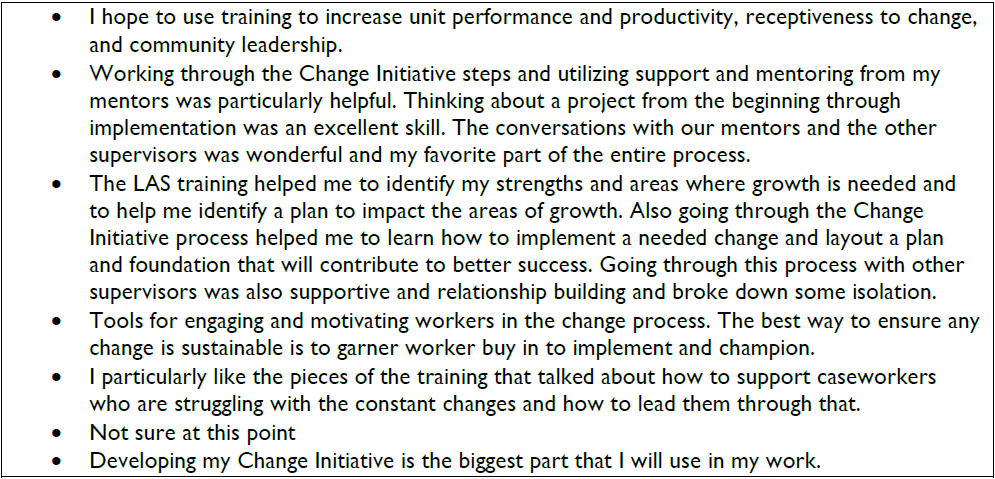 • I hope to use training to increase unit performance and productivity, receptiveness to change,
and community leadership.
• Working through the Change Initiative steps and utilizing support and mentoring from my
mentors was particularly helpful. Thinking about a project from the beginning through
implementation was an excellent skill. The conversations with our mentors and the other
supervisors was wonderful and my favorite part of the entire process.
• The LAS training helped me to identify my strengths and areas where growth is needed and
to help me identify a plan to impact the areas of growth. Also going through the Change
Initiative process helped me to learn how to implement a needed change and layout a plan
and foundation that will contribute to better success. Going through this process with other
supervisors was also supportive and relationship building and broke down some isolation.
• Tools for engaging and motivating workers in the change process. The best way to ensure any
change is sustainable is to garner worker buy in to implement and champion.
• I particularly like the pieces of the training that talked about how to support caseworkers
who are struggling with the constant changes and how to lead them through that.
• Not sure at this point
• Developing my Change Initiative is the biggest part that I will use in my work.